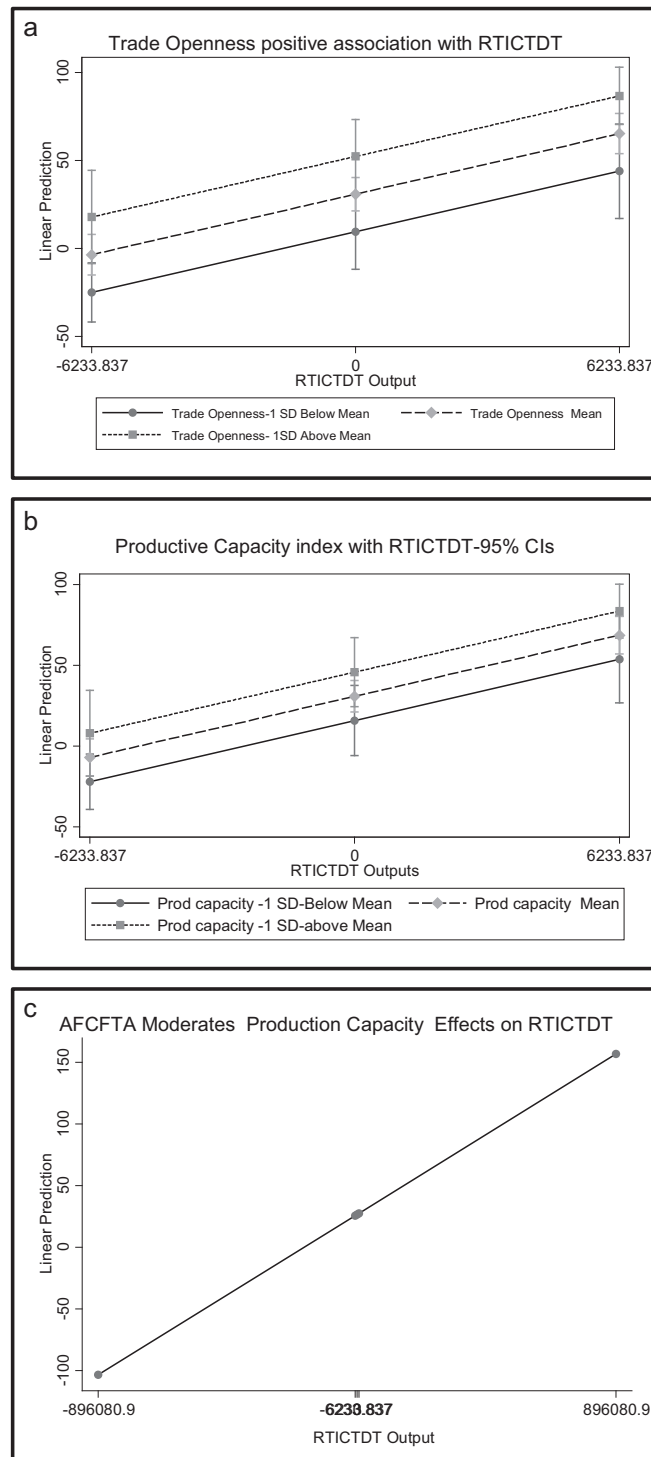 a
Trade Openness positive association with RTICTDT
100
50
0
-50
Linear Prediction
-6233.837 0 6233.837
RTICTDT Output
Trade Openness-1 SD Below Mean Trade Openness Mean
Trade Openness- 1SD Above Mean
b
Productive Capacity index with RTICTDT-95% CIs
100
50
0
-50
Linear Prediction
-6233.837 0 6233.837
RTICTDT Outputs
Prod capacity -1 SD-Below Mean Prod capacity Mean
Prod capacity -1 SD-above Mean
c
AFCFTA Moderates Production Capacity Effects on RTICTDT
150
100
50
0
-50
-100
Linear Prediction
-896080.9 896080.9
RTICTDT Output